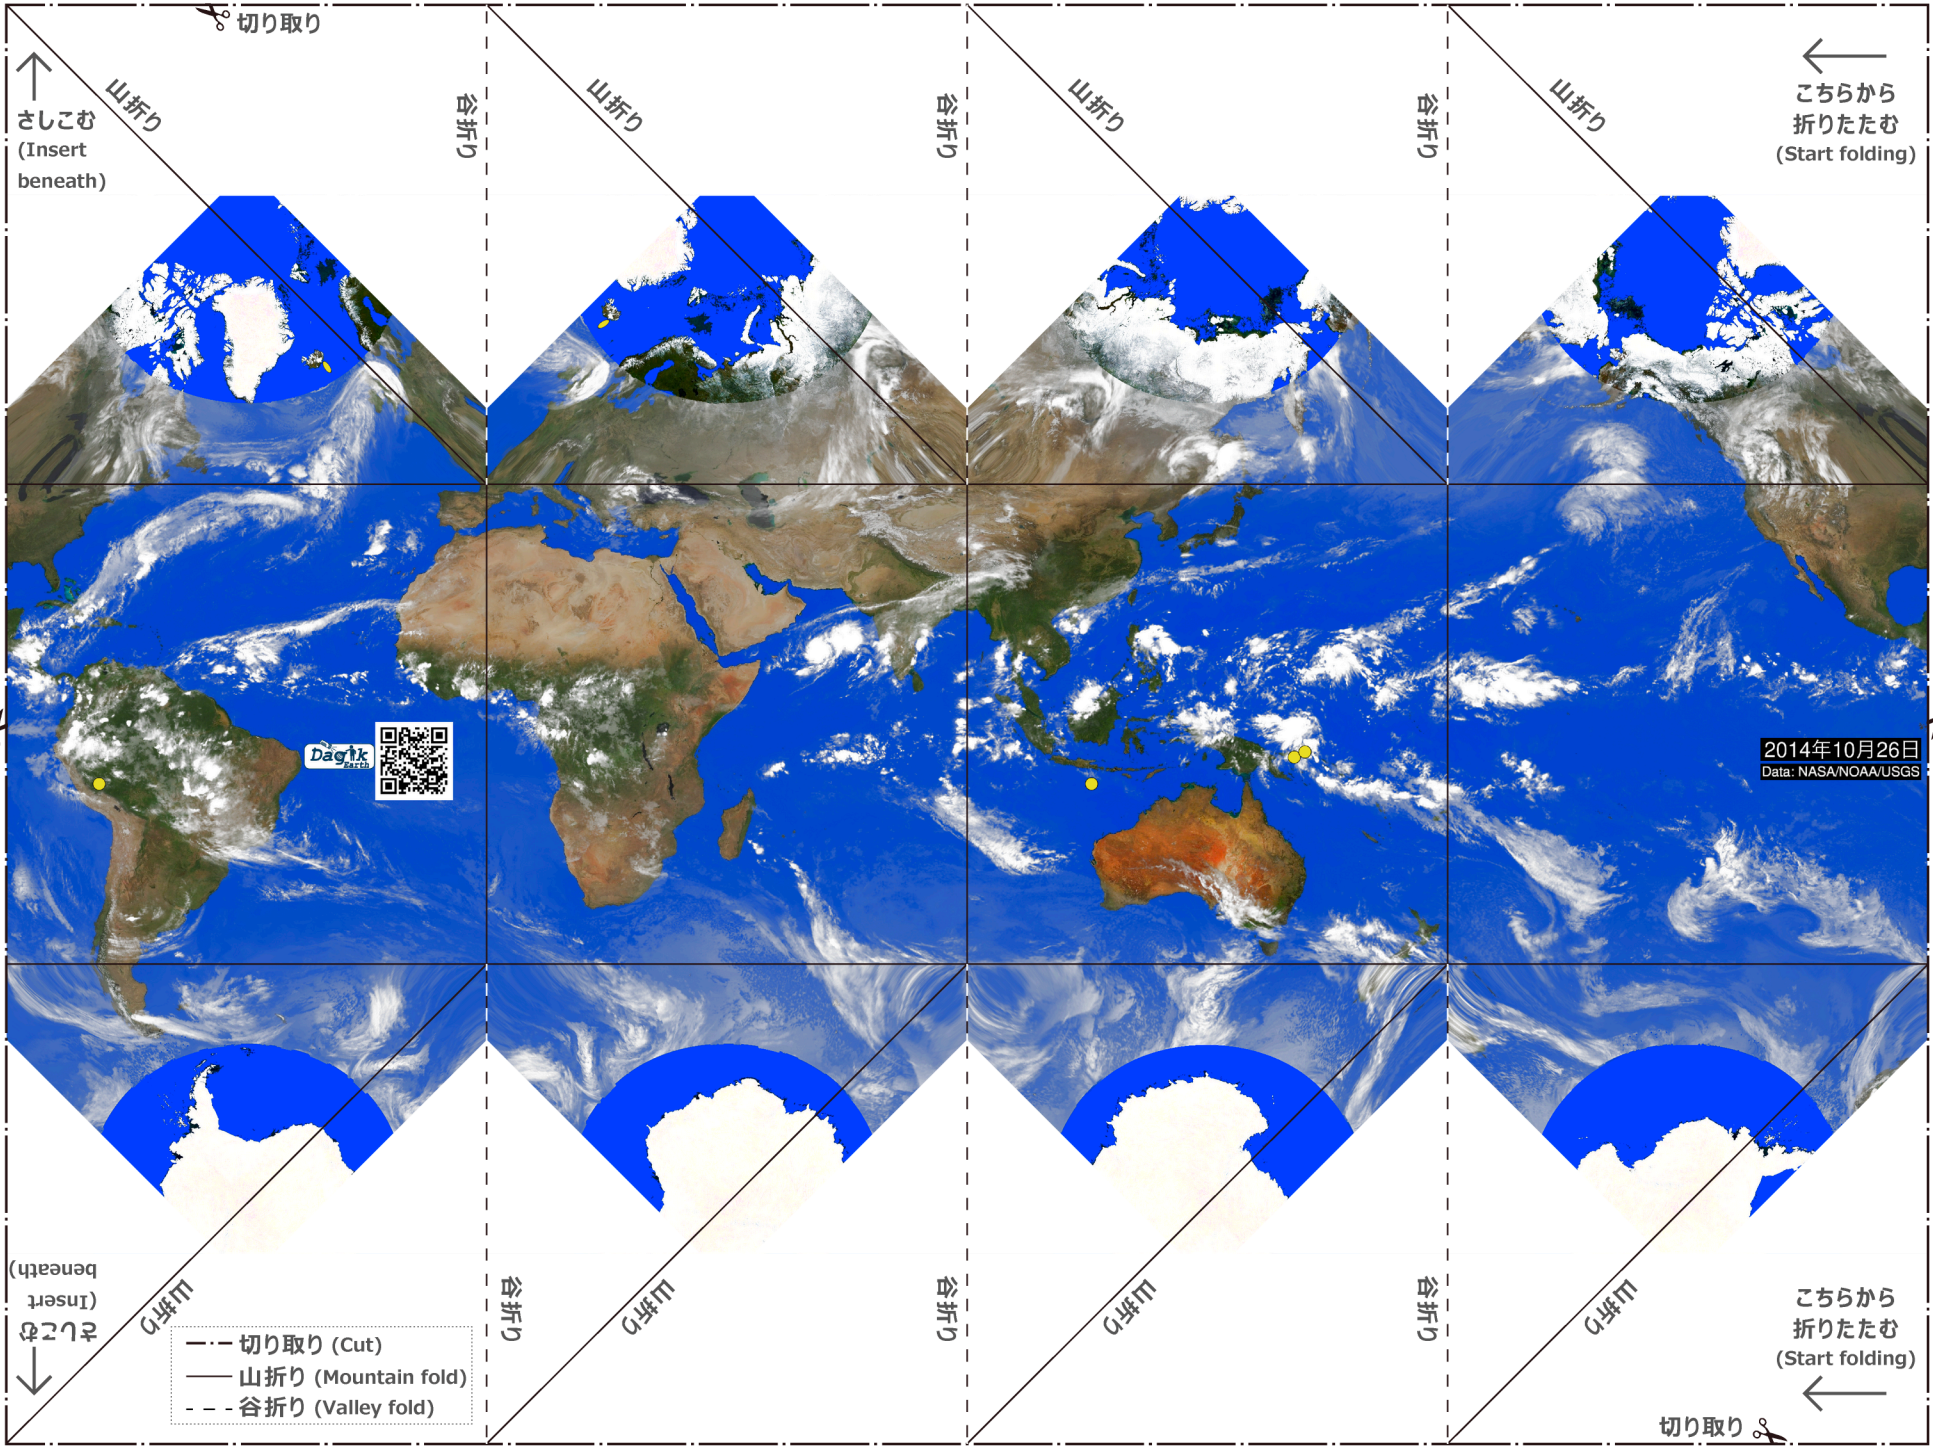 切り取り
山折り
谷折り
山折り
谷折り
山折り
谷折り
山折り
さしこむ
(Insert
beneath)
こちらから
折りたたむ
(Start folding)
Dagik
Earth
2014年10月26日
Data: NASA/NOAA/USGS
さしこむ
(Insert
beneath)
山折り
谷折り
山折り
谷折り
山折り
谷折り
山折り
切り取り (Cut)
山折り (Mountain fold)
谷折り (Valley fold)
こちらから
折りたたむ
(Start folding)
切り取り